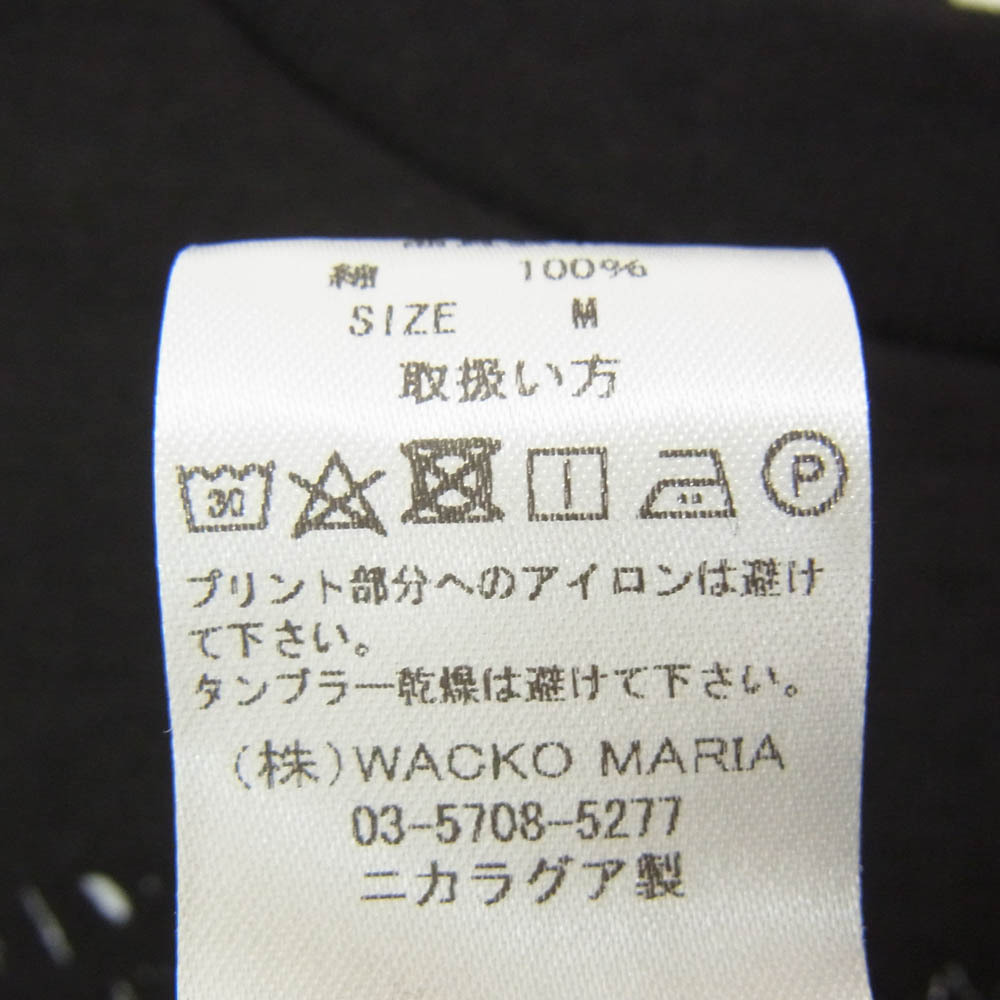 綿 100%
SIZE M
取扱い方
30 P
プリント部分へのアイロンは避け
て下さい。
タンブラー乾燥は避けて下さい。
(株)WACKO MARIA
03-5708-5277
ニカラグア製